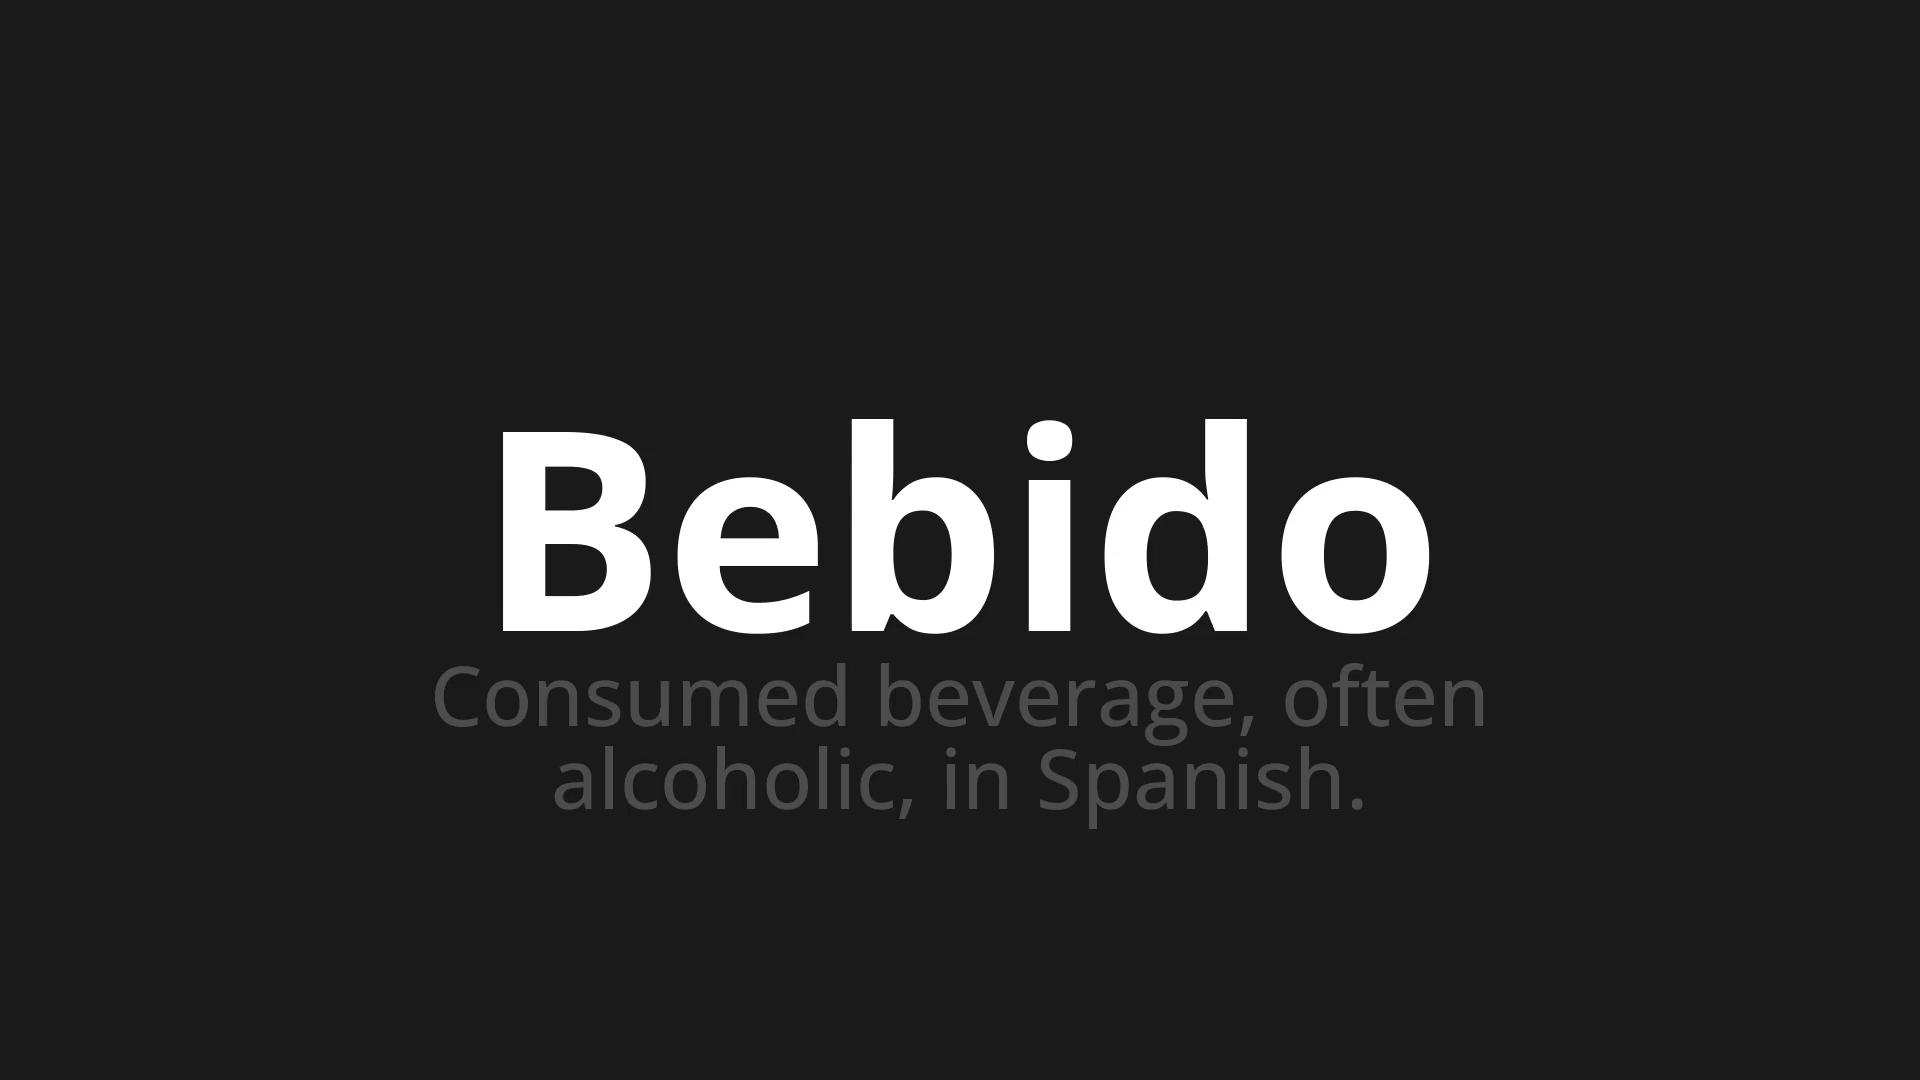 Bebido
Consumed beverage, often
alcoholic, in Spanish.